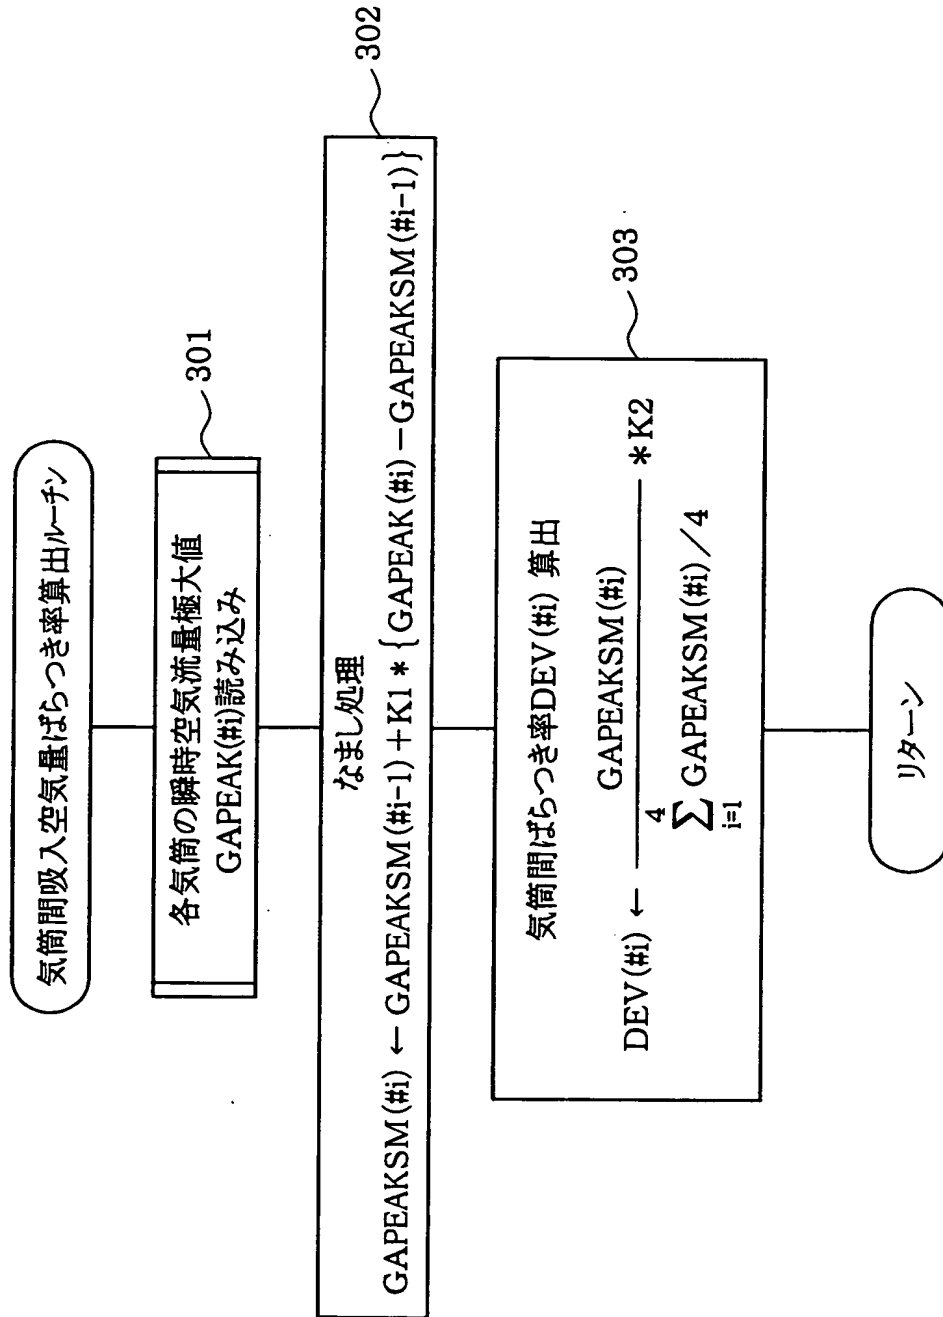 気筒間吸入空気量ばらつき率算出ルーチン
301
各気筒の瞬時空気流量極大値
GAPEAK(#i)読み込み
302
なまし処理
GAPEAKSM(#i) ← GAPEAKSM(#i-1) + K1 * {GAPEAK(#i) - GAPEAKSM(#i-1)}
303
気筒間ばらつき率DEV(#i) 算出
GAPEAKSM(#i)
DEV(#i) ← ――― * K2
4
Σ GAPEAKSM(#i) / 4
i=1
リターン